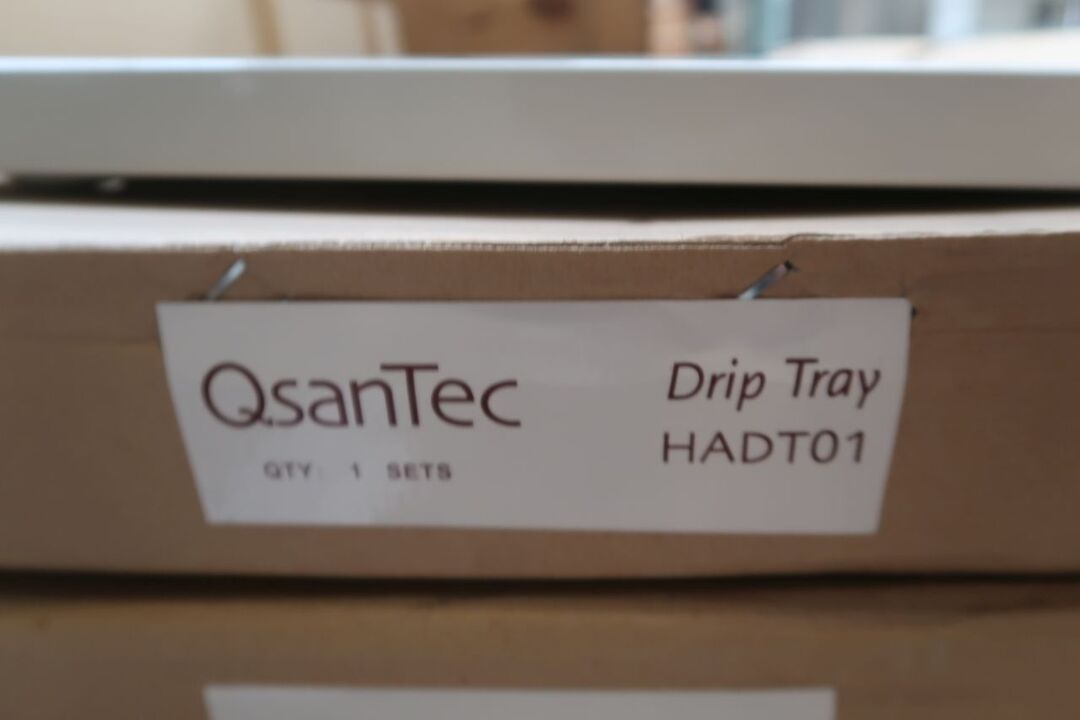 QsanTec
QTY: 1 SETS
Drip Tray
HADT01